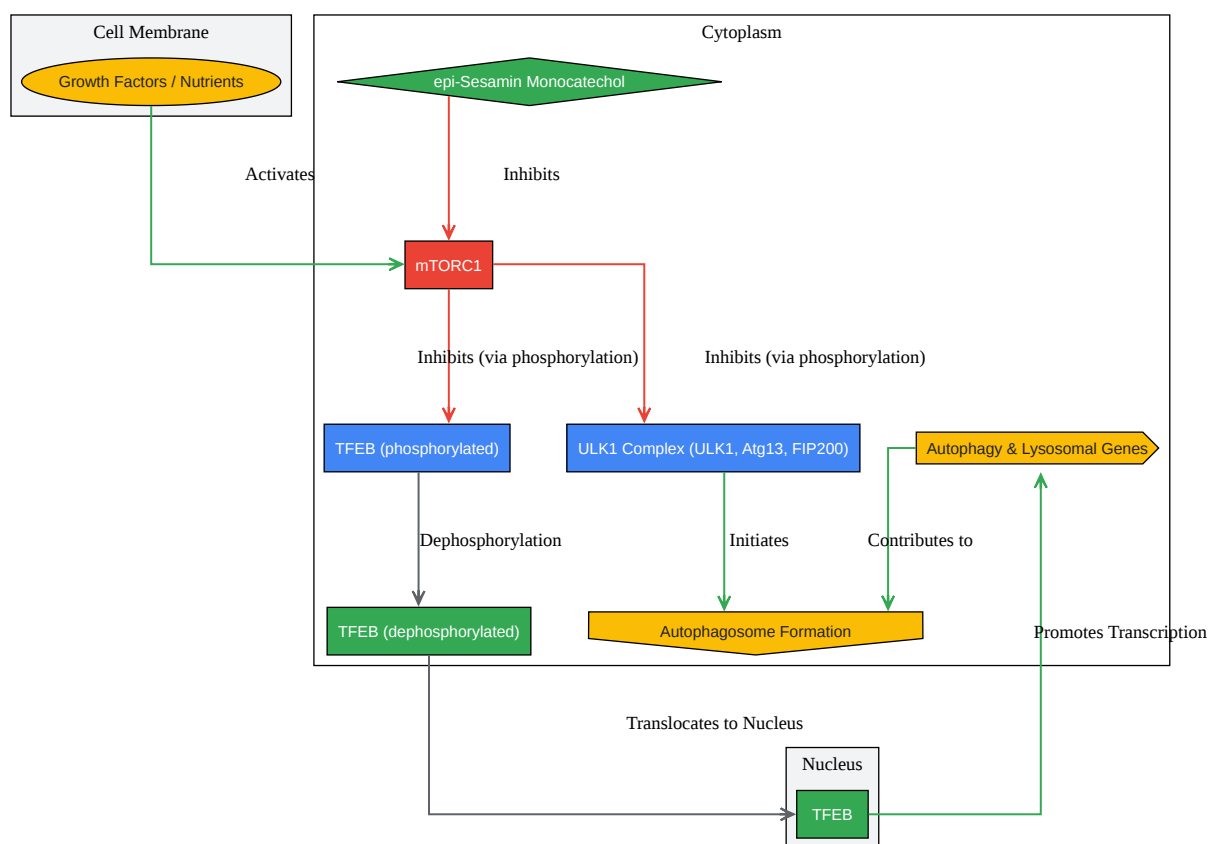 Cell Membrane
Cytoplasm
Growth Factors / Nutrients
epi-Sesamin Monocatechol
Activates
Inhibits
mTORC1
Inhibits (via phosphorylation)
Inhibits (via phosphorylation)
TFEB (phosphorylated)
ULK1 Complex (ULK1, Atg13, FIP200)
Autophagy & Lysosomal Genes
Dephosphorylation
Initiates
Contributes to
TFEB (dephosphorylated)
Autophagosome Formation
Promotes Transcription
Translocates to Nucleus
Nucleus
TFEB